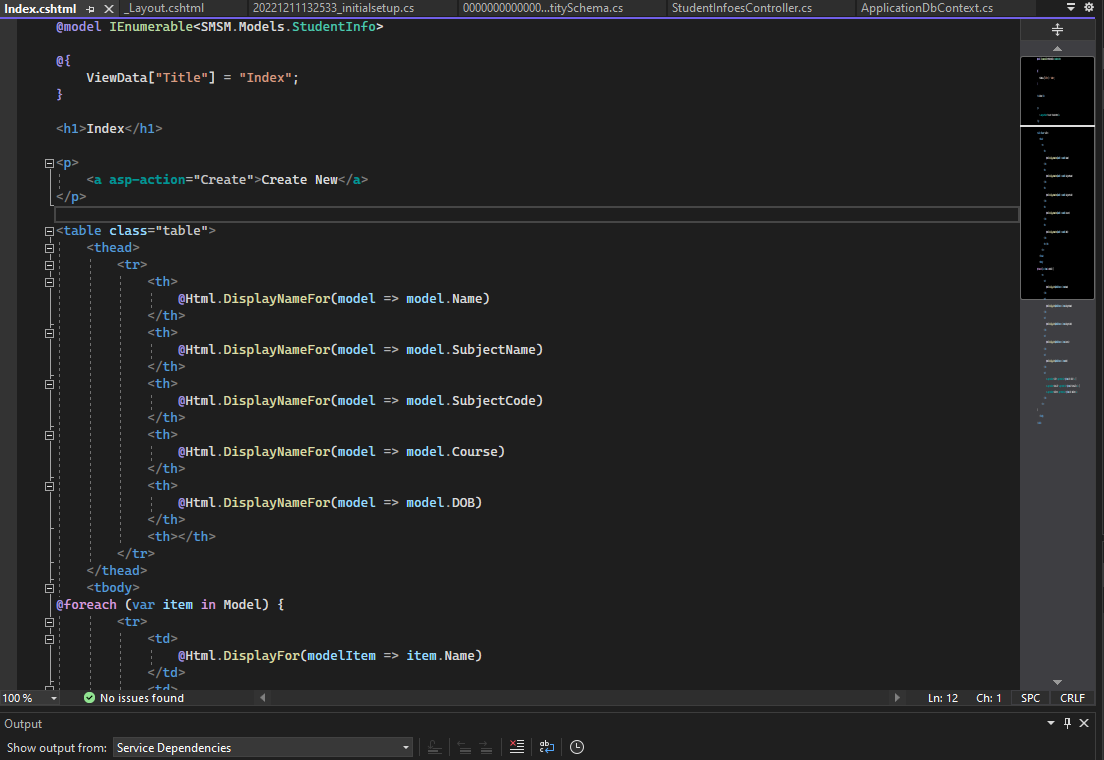 Index.cshtml _Layout.cshtml 20221211132533_initialsetup.cs 0000000000000...titySchema.cs StudentInfoesController.cs ApplicationDbContext.cs
@model IEnumerable<SMSM.Models.StudentInfo>
@{
ViewData["Title"] = "Index";
}
<h1>Index</h1>
<p>
<a asp-action="Create">Create New</a>
</p>
<table class="table">
<thead>
<tr>
<th>
@Html.DisplayNameFor(model => model.Name)
</th>
<th>
@Html.DisplayNameFor(model => model.SubjectName)
</th>
<th>
@Html.DisplayNameFor(model => model.SubjectCode)
</th>
<th>
@Html.DisplayNameFor(model => model.Course)
</th>
<th>
@Html.DisplayNameFor(model => model.DOB)
</th>
<th></th>
</tr>
</thead>
<tbody>
@foreach (var item in Model) {
<tr>
<td>
@Html.DisplayFor(modelItem => item.Name)
</td>
<td>
100 % No issues found Ln: 12 Ch: 1 SPC CRLF
Output
Show output from: Service Dependencies